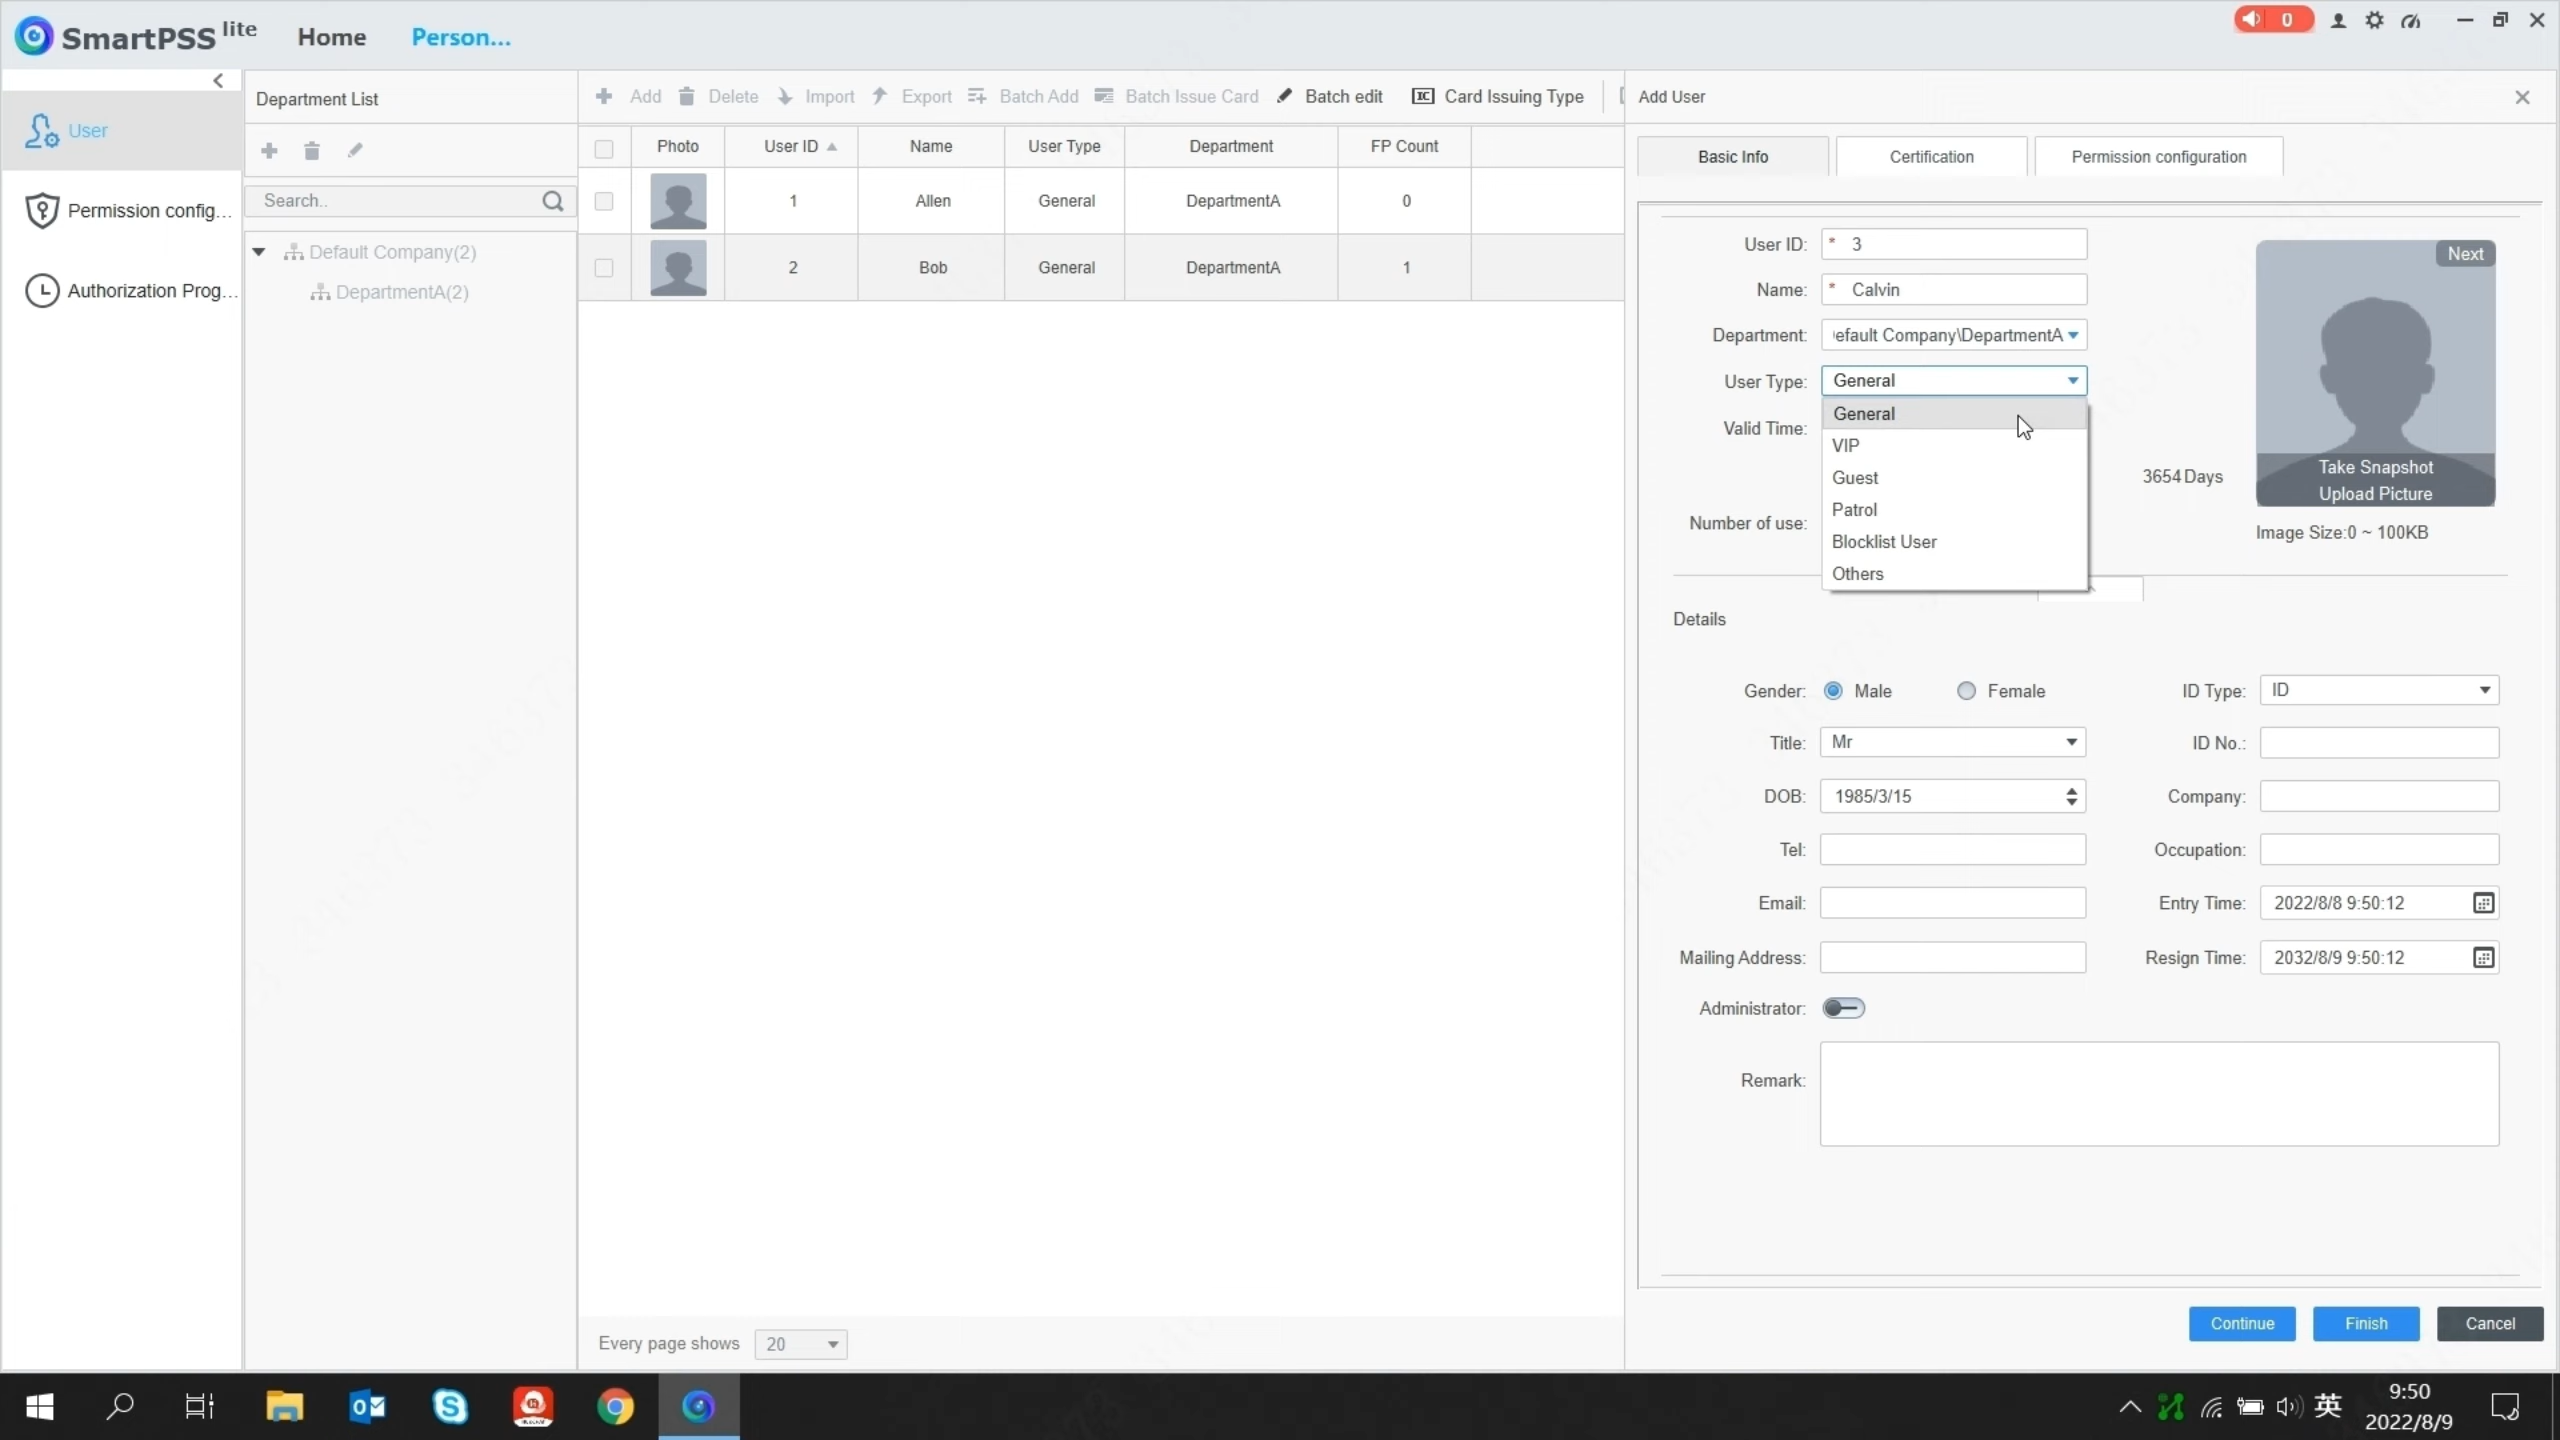 SmartPSS lite Home Person... 0
User
Permission config...
Authorization Prog...
Department List
Search..
Default Company(2)
DepartmentA(2)
Add Delete Import Export Batch Add Batch Issue Card Batch edit Card Issuing Type
Photo User ID Name User Type Department FP Count
1 Allen General DepartmentA 0
2 Bob General DepartmentA 1
Every page shows 20
Add User
Basic Info Certification Permission configuration
User ID: * 3
Name: * Calvin
Department: efault Company\DepartmentA
User Type: General
General
VIP
Guest
Patrol
Blocklist User
Others
Valid Time:
3654 Days
Number of use:
Next
Take Snapshot
Upload Picture
Image Size:0 ~ 100KB
Details
Gender: Male Female ID Type: ID
Title: Mr ID No.:
DOB: 1985/3/15 Company:
Tel: Occupation:
Email: Entry Time: 2022/8/8 9:50:12
Mailing Address: Resign Time: 2032/8/9 9:50:12
Administrator:
Remark:
Continue Finish Cancel
英 9:50
2022/8/9